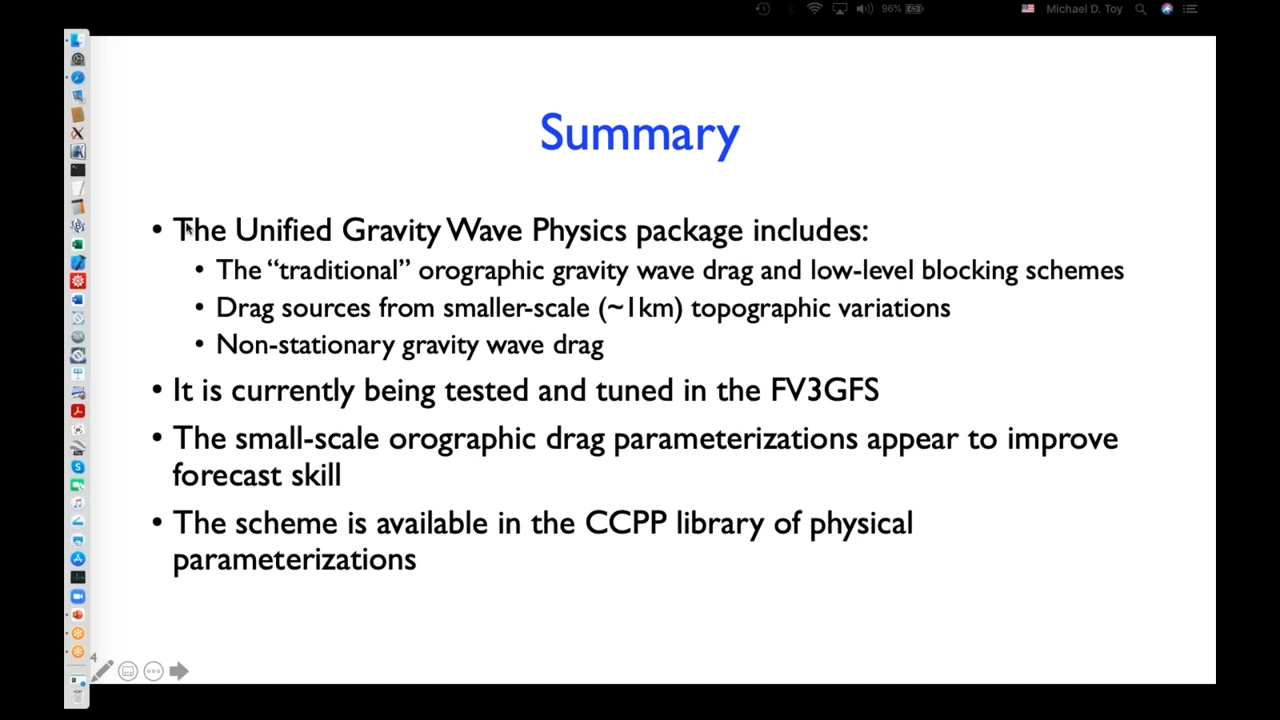 96%
Michael D. Toy
Summary
• The Unified Gravity Wave Physics package includes:
• The “traditional” orographic gravity wave drag and low-level blocking schemes
• Drag sources from smaller-scale (~1km) topographic variations
• Non-stationary gravity wave drag
• It is currently being tested and tuned in the FV3GFS
• The small-scale orographic drag parameterizations appear to improve
forecast skill
• The scheme is available in the CCPP library of physical
parameterizations
4